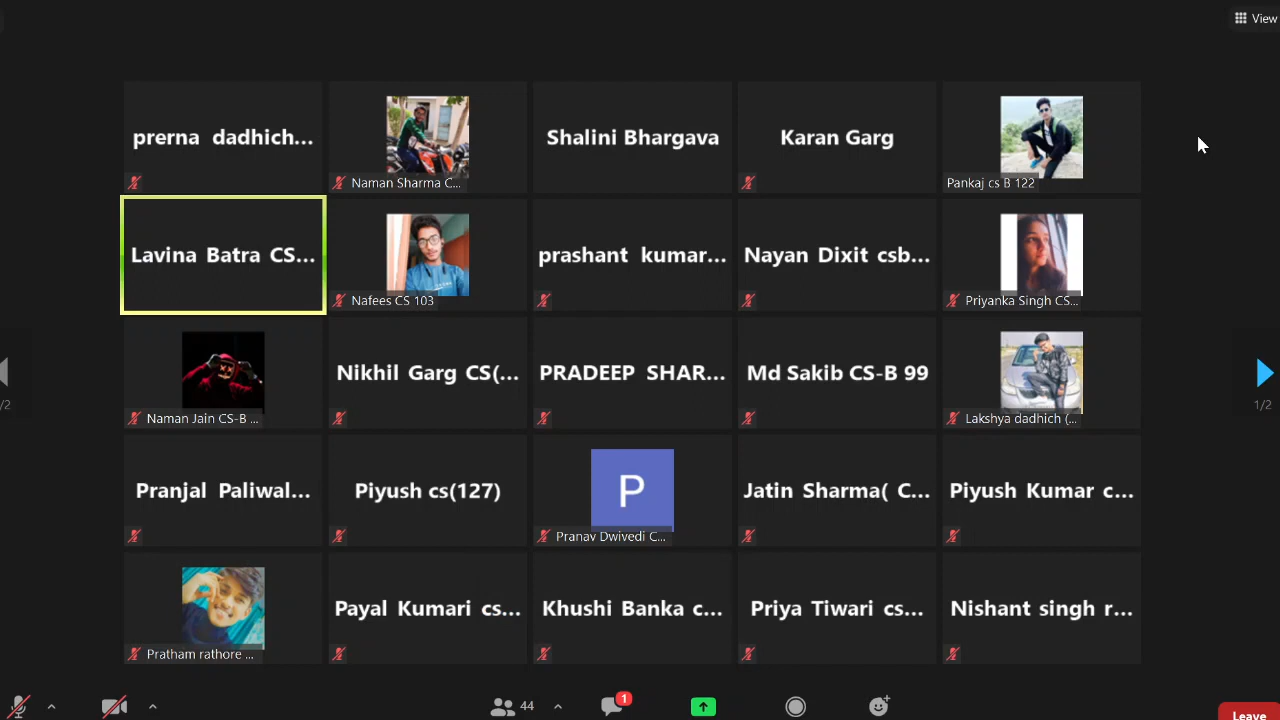 View
prerna dadhich...
Naman Sharma C...
Shalini Bhargava
Karan Garg
Pankaj cs B 122
Lavina Batra CS...
Nafees CS 103
prashant kumar...
Nayan Dixit csb...
Priyanka Singh CS...
Naman Jain CS-B ...
Nikhil Garg CS(...
PRADEEP SHAR...
Md Sakib CS-B 99
Lakshya dadhich (...
/2
1/2
Pranjal Paliwal...
Piyush cs(127)
P
Pranav Dwivedi C...
Jatin Sharma( C...
Piyush Kumar c...
Pratham rathore ...
Payal Kumari cs...
Khushi Banka c...
Priya Tiwari cs...
Nishant singh r...
44
1
Leave